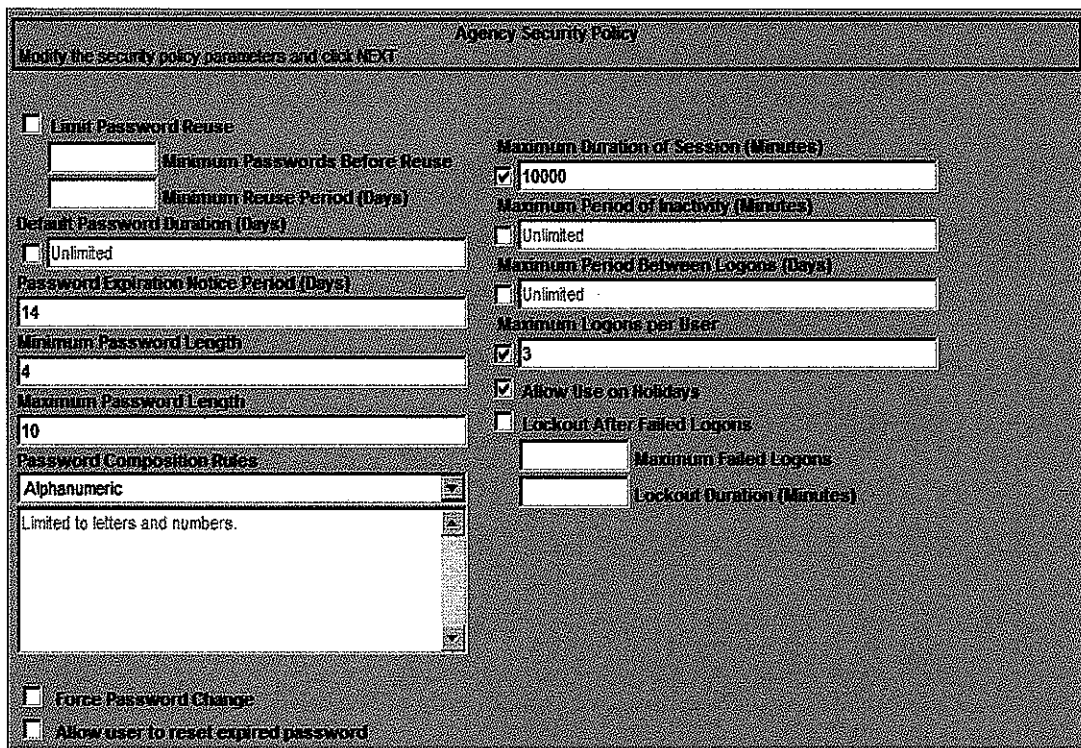 Agency Security Policy
Modify the security policy parameters and click NEXT
Limit Password Reuse
Minimum Passwords Before Reuse
Minimum Reuse Period (Days)
Default Password Duration (Days)
Unlimited
Password Expiration Notice Period (Days)
14
Minimum Password Length
4
Maximum Password Length
10
Password Composition Rules
Alphanumeric
Limited to letters and numbers.
Force Password Change
Allow user to reset expired password
Maximum Duration of Session (Minutes)
10000
Maximum Period of Inactivity (Minutes)
Unlimited
Maximum Period Between Logons (Days)
Unlimited
Maximum Logons per User
3
Allow Use on Holidays
Lockout After Failed Logons
Maximum Failed Logons
Lockout Duration (Minutes)